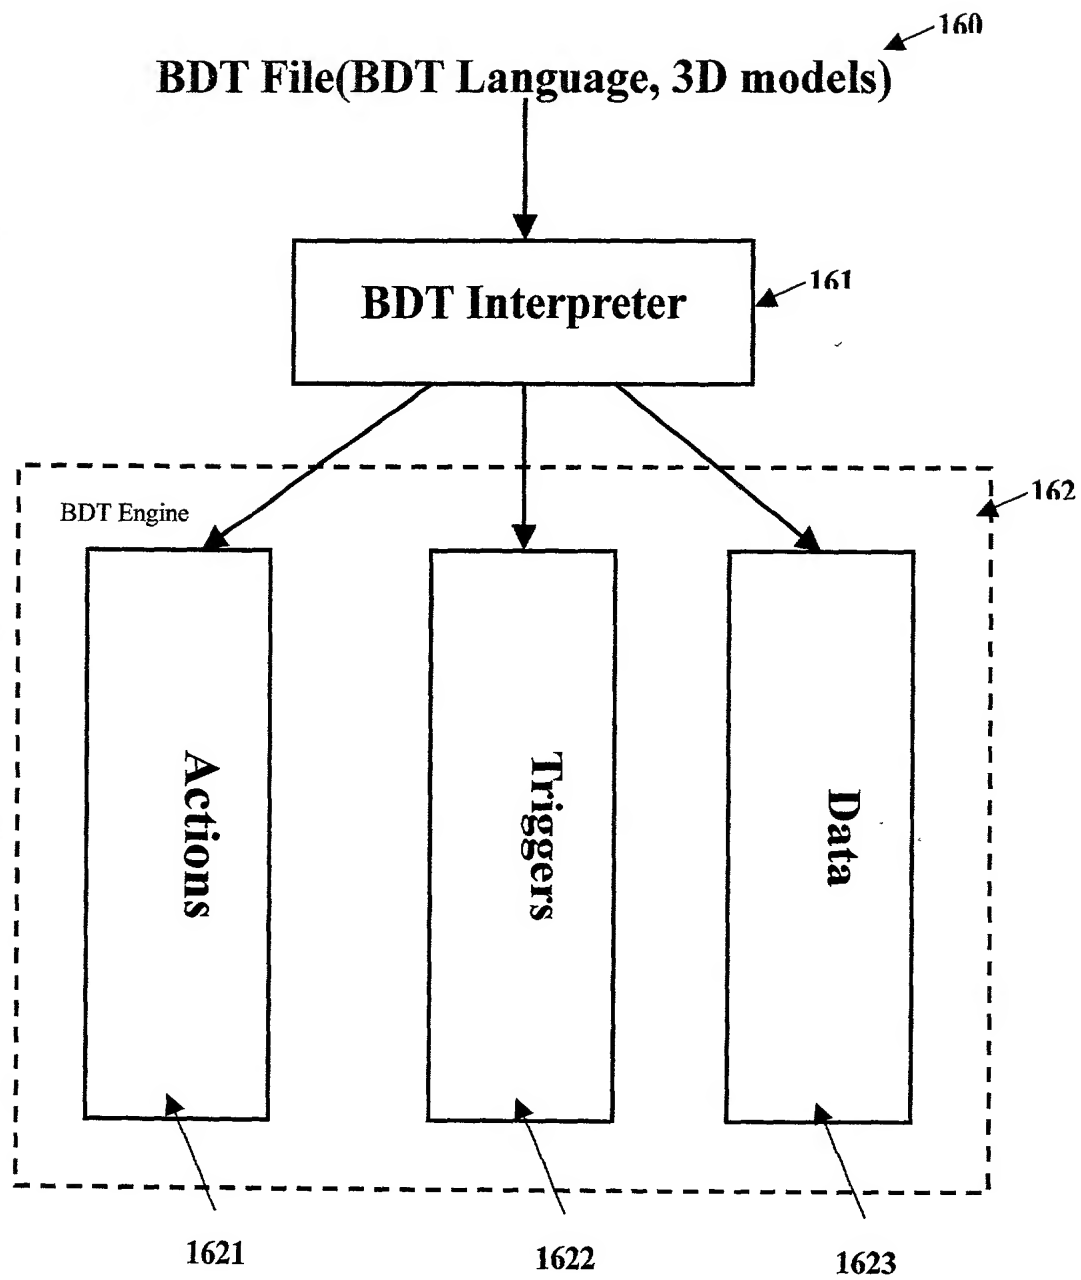 160
BDT File(BDT Language, 3D models)
BDT Interpreter
161
162
BDT Engine
Actions
Triggers
Data
1621
1622
1623